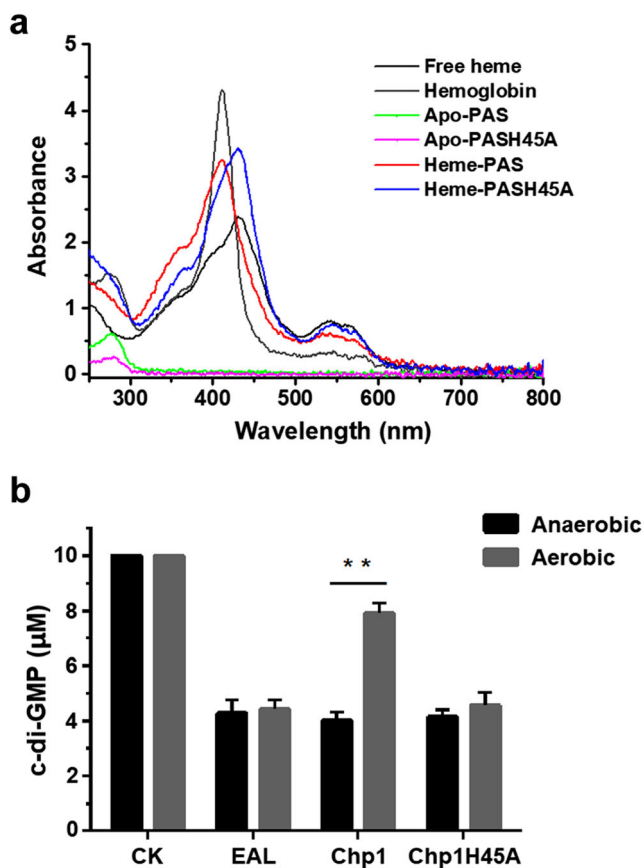 a
Absorbance
5
4
3
2
1
0
Free heme
Hemoglobin
Apo-PAS
Apo-PASH45A
Heme-PAS
Heme-PASH45A
300 400 500 600 700 800
Wavelength (nm)
b
c-di-GMP (μM)
10
8
6
4
2
0
Anaerobic
Aerobic
* *
CK EAL Chp1 Chp1H45A